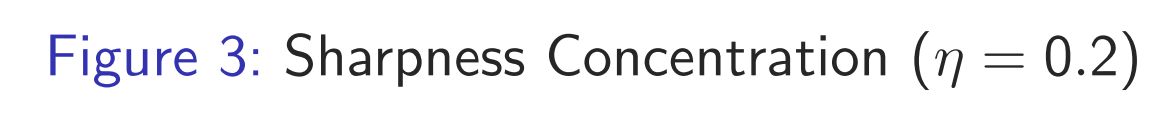 Figure 3: Sharpness Concentration (η = 0.2)